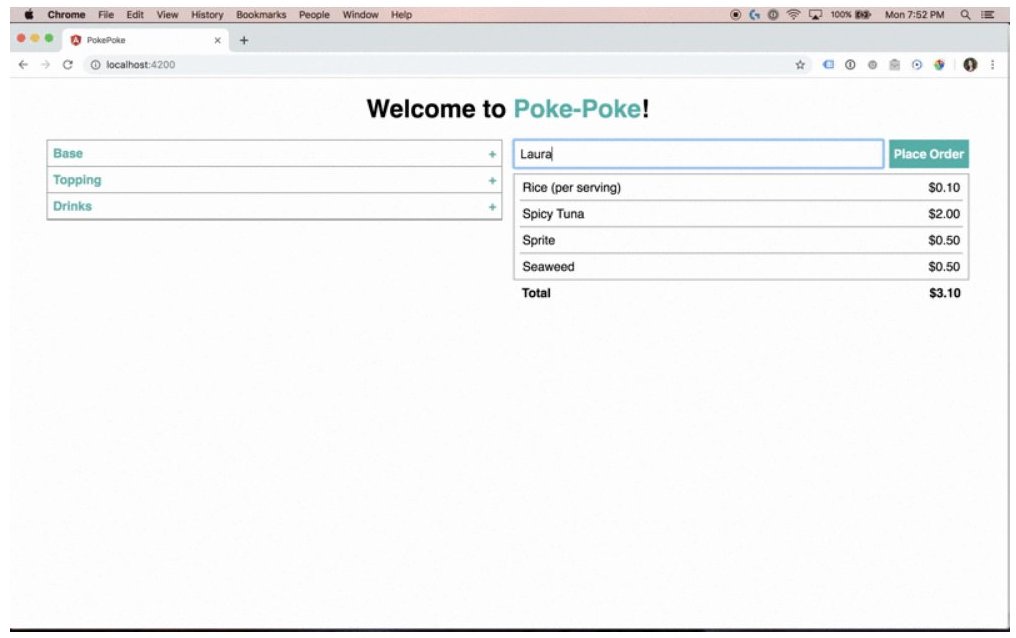 Chrome File Edit View History Bookmarks People Window Help 100% Mon 7:52 PM
PokePoke
localhost:4200
Welcome to Poke-Poke!
Base +
Topping +
Drinks +
Laura
Place Order
Rice (per serving) $0.10
Spicy Tuna $2.00
Sprite $0.50
Seaweed $0.50
Total $3.10